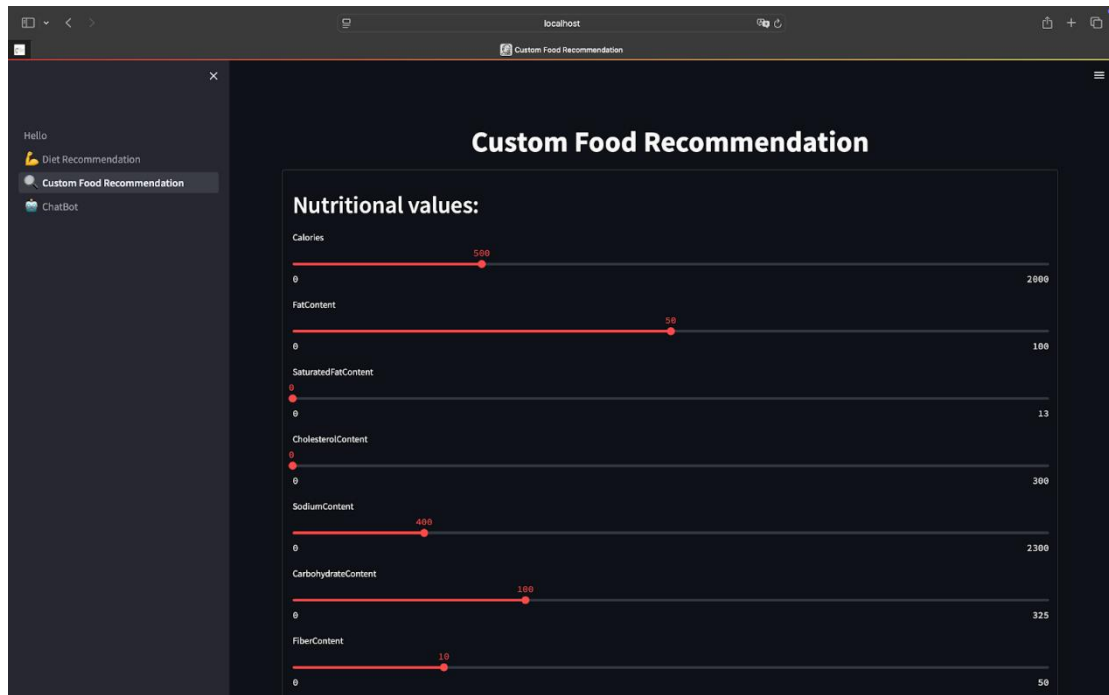 localhost
Custom Food Recommendation
Hello
Diet Recommendation
Custom Food Recommendation
ChatBot
Custom Food Recommendation
Nutritional values:
Calories
500
0 2000
FatContent
50
0 100
SaturatedFatContent
0
0 13
CholesterolContent
0
0 300
SodiumContent
400
0 2300
CarbohydrateContent
100
0 325
FiberContent
10
0 50